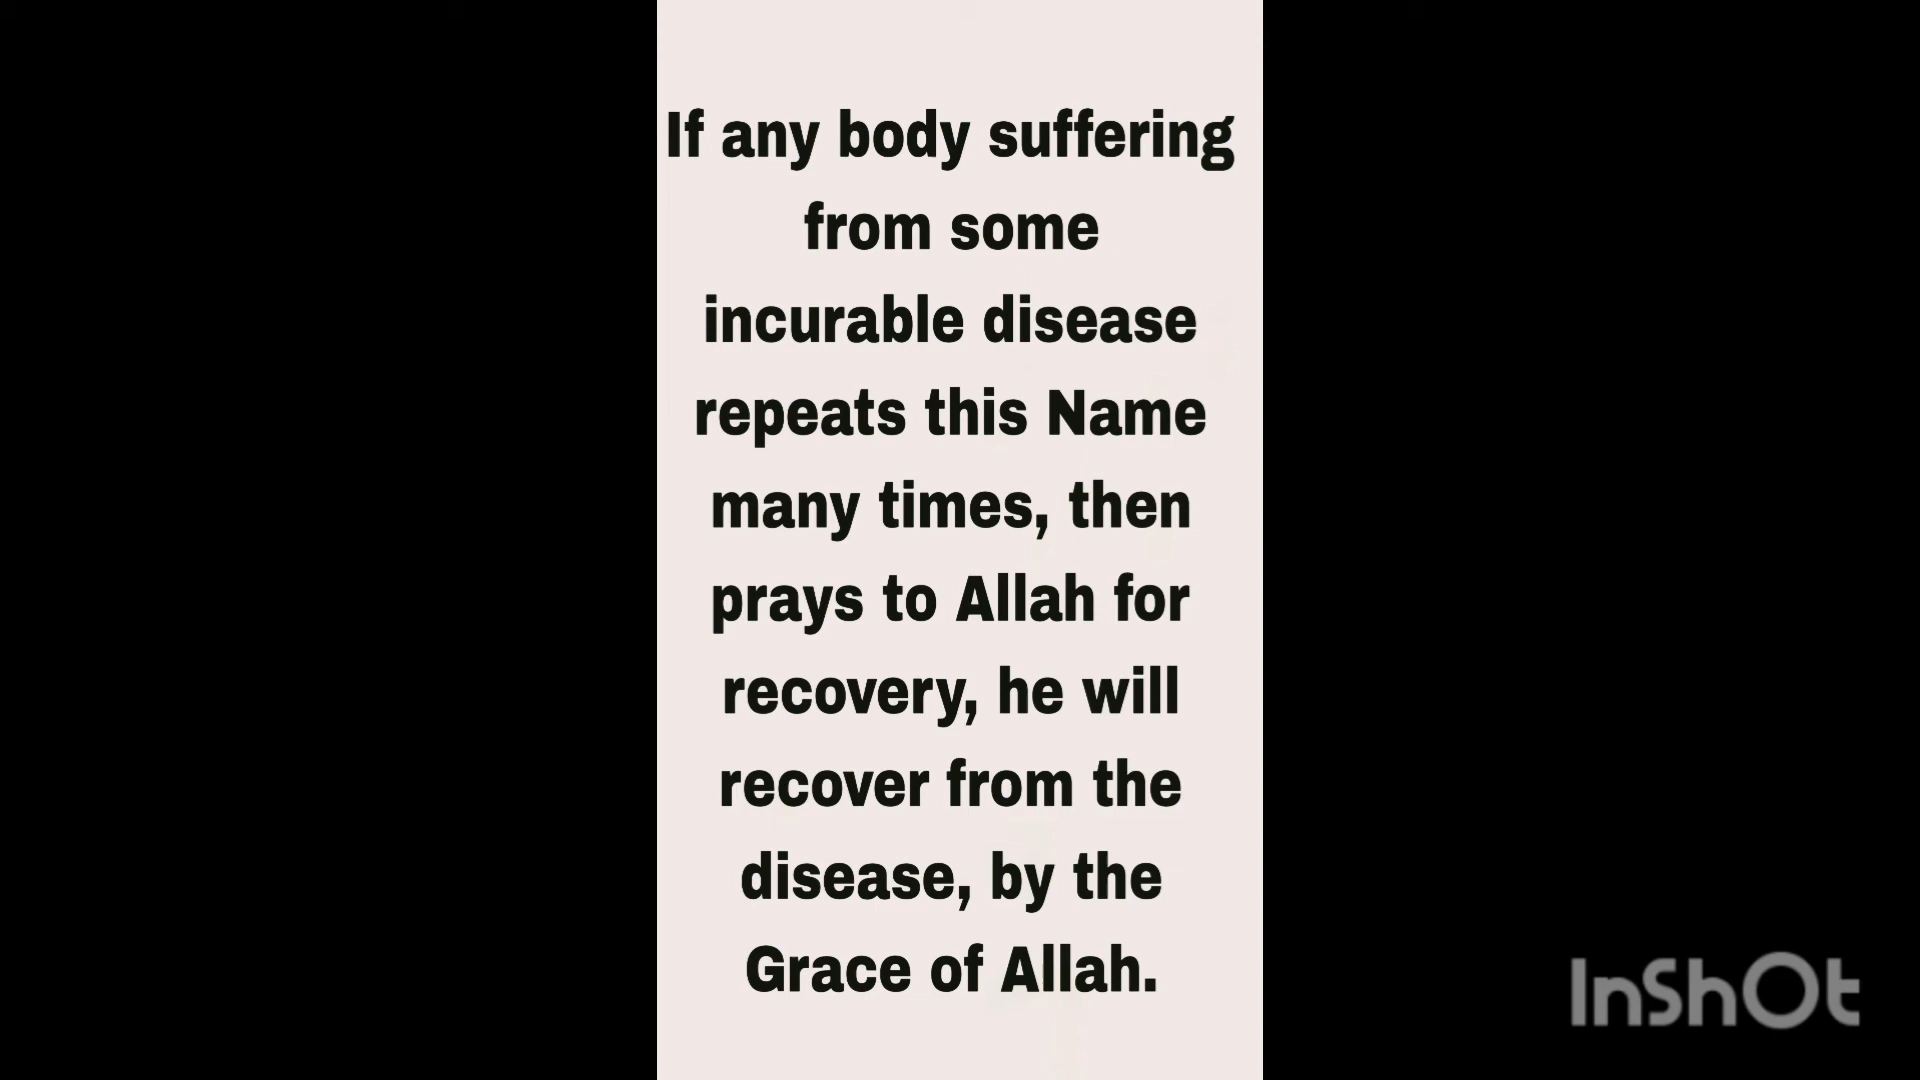 If any body suffering
from some
incurable disease
repeats this Name
many times, then
prays to Allah for
recovery, he will
recover from the
disease, by the
Grace of Allah.
InShOt